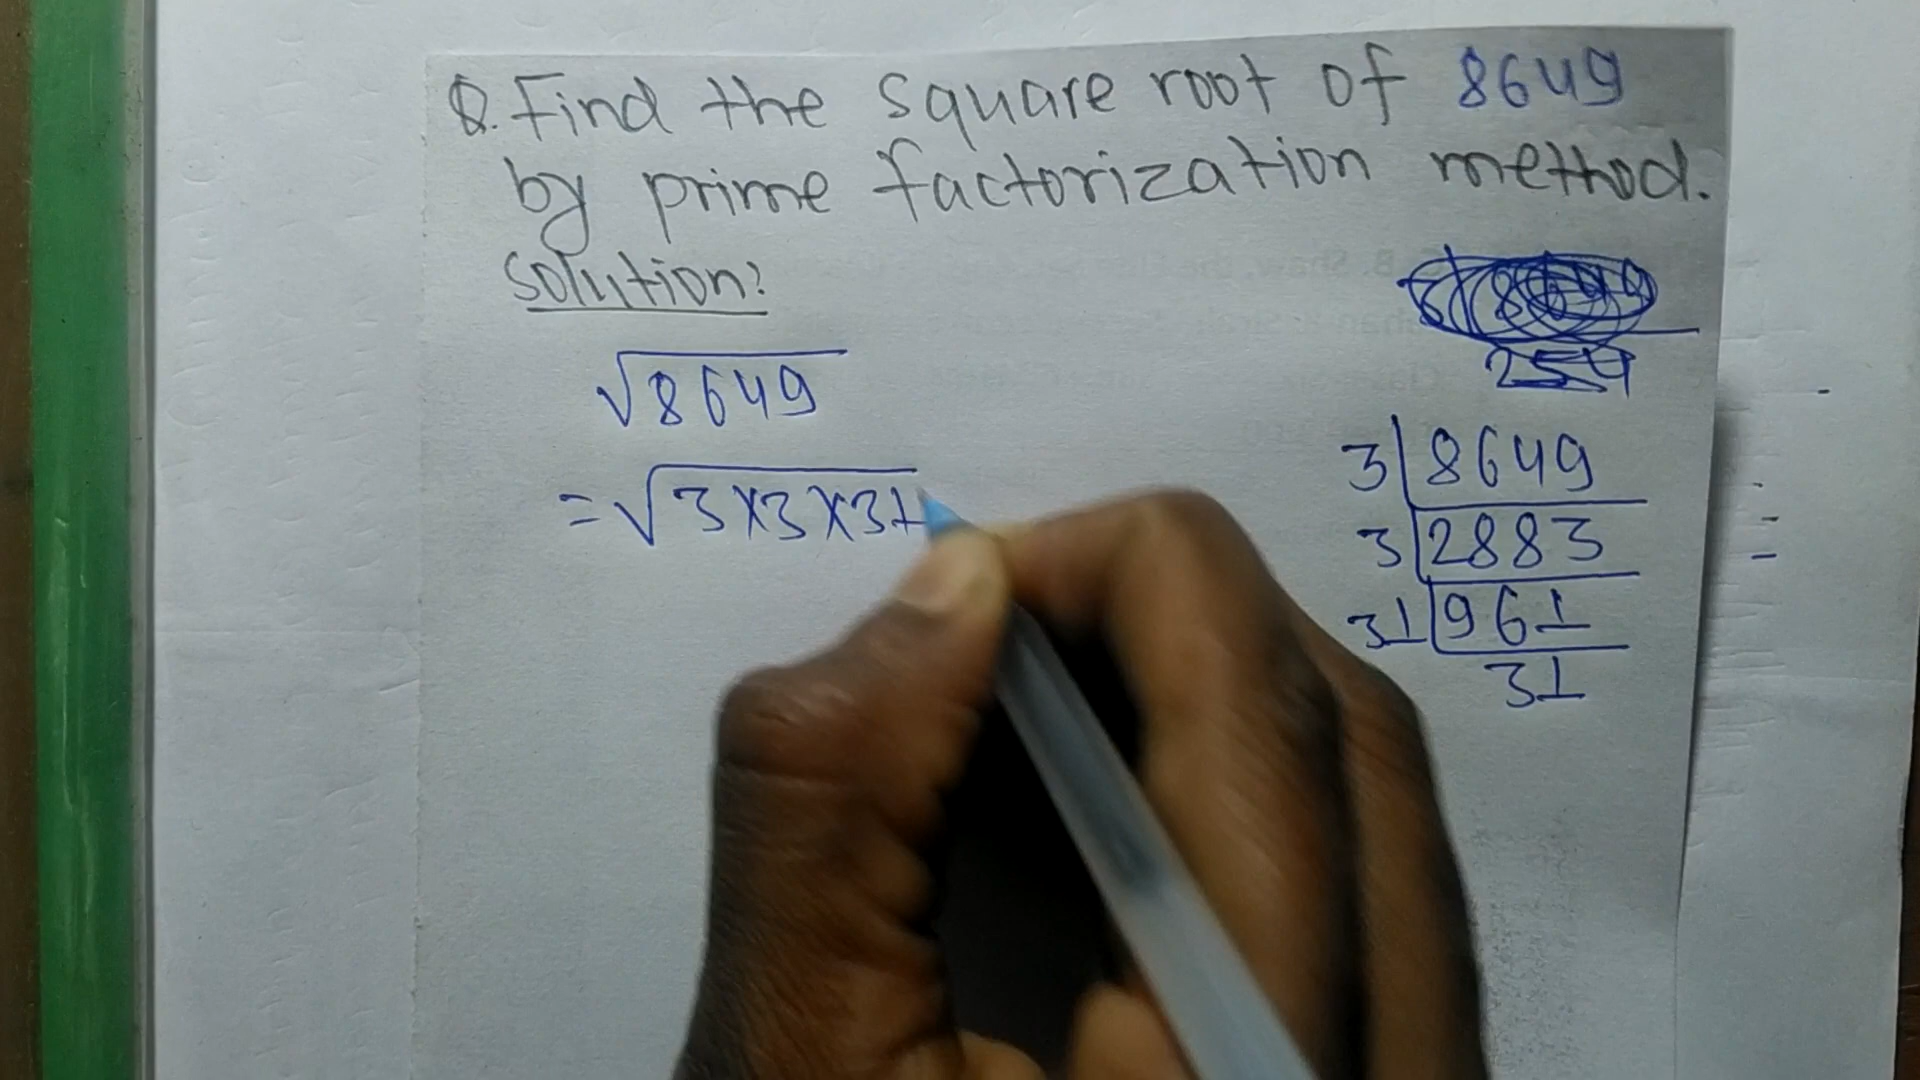 Q. Find the square root of 8649
by prime factorization method.
Solution:
√8649
= √3×3×31
254
3|8649
3|2883
31|961
31